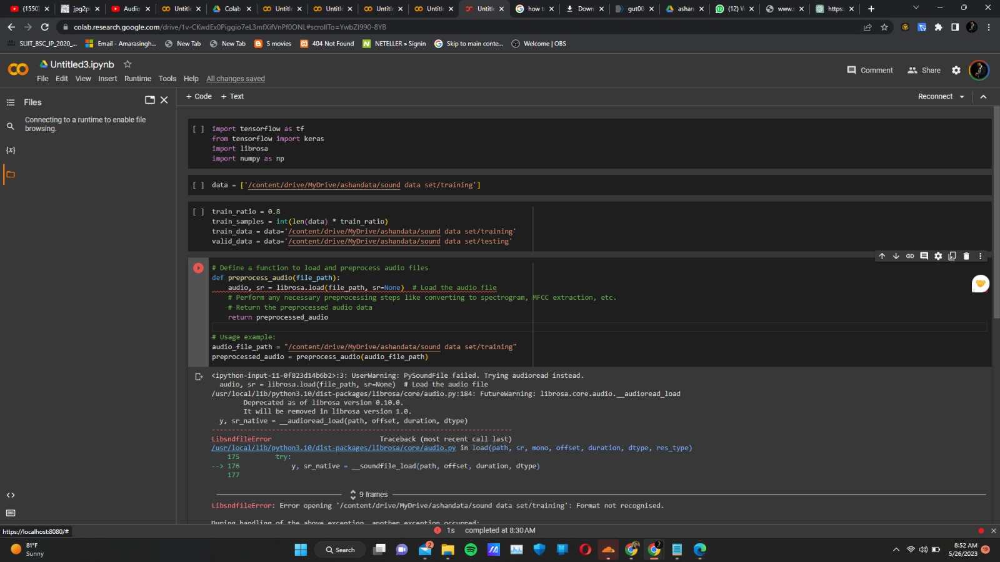 (1550)
jpg2p
Audio
Untitle
Colab
Untitle
Untitle
Untitle
Untitle
Untitle
how t
Down
gut00
ashan
(12) W
www.s
https:
colab.research.google.com/drive/1v-CKwdEx0Piggio7eL3mfXifVnPf0ONL#scrollTo=YwbZI990-8YB
SLIIT_BSC_IP_2020_...
Email - Amarasingh...
New Tab
New Tab
S movies
404 Not Found
NETELLER » Signin
Skip to main conte...
Welcome | OBS
Untitled3.ipynb
Comment
Share
File Edit View Insert Runtime Tools Help All changes saved
Files
+ Code + Text
Reconnect
Connecting to a runtime to enable file
browsing.
{x}
[ ] import tensorflow as tf
from tensorflow import keras
import librosa
import numpy as np
[ ] data = ['/content/drive/MyDrive/ashandata/sound data set/training']
[ ] train_ratio = 0.8
train_samples = int(len(data) * train_ratio)
train_data = data='/content/drive/MyDrive/ashandata/sound data set/training'
valid_data = data='/content/drive/MyDrive/ashandata/sound data set/testing'
# Define a function to load and preprocess audio files
def preprocess_audio(file_path):
audio, sr = librosa.load(file_path, sr=None)  # Load the audio file
# Perform any necessary preprocessing steps like converting to spectrogram, MFCC extraction, etc.
# Return the preprocessed audio data
return preprocessed_audio
# Usage example:
audio_file_path = "/content/drive/MyDrive/ashandata/sound data set/training"
preprocessed_audio = preprocess_audio(audio_file_path)
<ipython-input-11-0f823d14b6b2>:3: UserWarning: PySoundFile failed. Trying audioread instead.
audio, sr = librosa.load(file_path, sr=None)  # Load the audio file
/usr/local/lib/python3.10/dist-packages/librosa/core/audio.py:184: FutureWarning: librosa.core.audio.__audioread_load
Deprecated as of librosa version 0.10.0.
It will be removed in librosa version 1.0.
y, sr_native = __audioread_load(path, offset, duration, dtype)
---------------------------------------------------------------------------
LibsndfileError Traceback (most recent call last)
/usr/local/lib/python3.10/dist-packages/librosa/core/audio.py in load(path, sr, mono, offset, duration, dtype, res_type)
175 try:
--> 176 y, sr_native = __soundfile_load(path, offset, duration, dtype)
177
9 frames
LibsndfileError: Error opening '/content/drive/MyDrive/ashandata/sound data set/training': Format not recognised.
During handling of the above exception, another exception occurred:
https://localhost:8080/#
1s completed at 8:30 AM
81°F
Sunny
Search
2
8:52 AM
5/26/2023
19